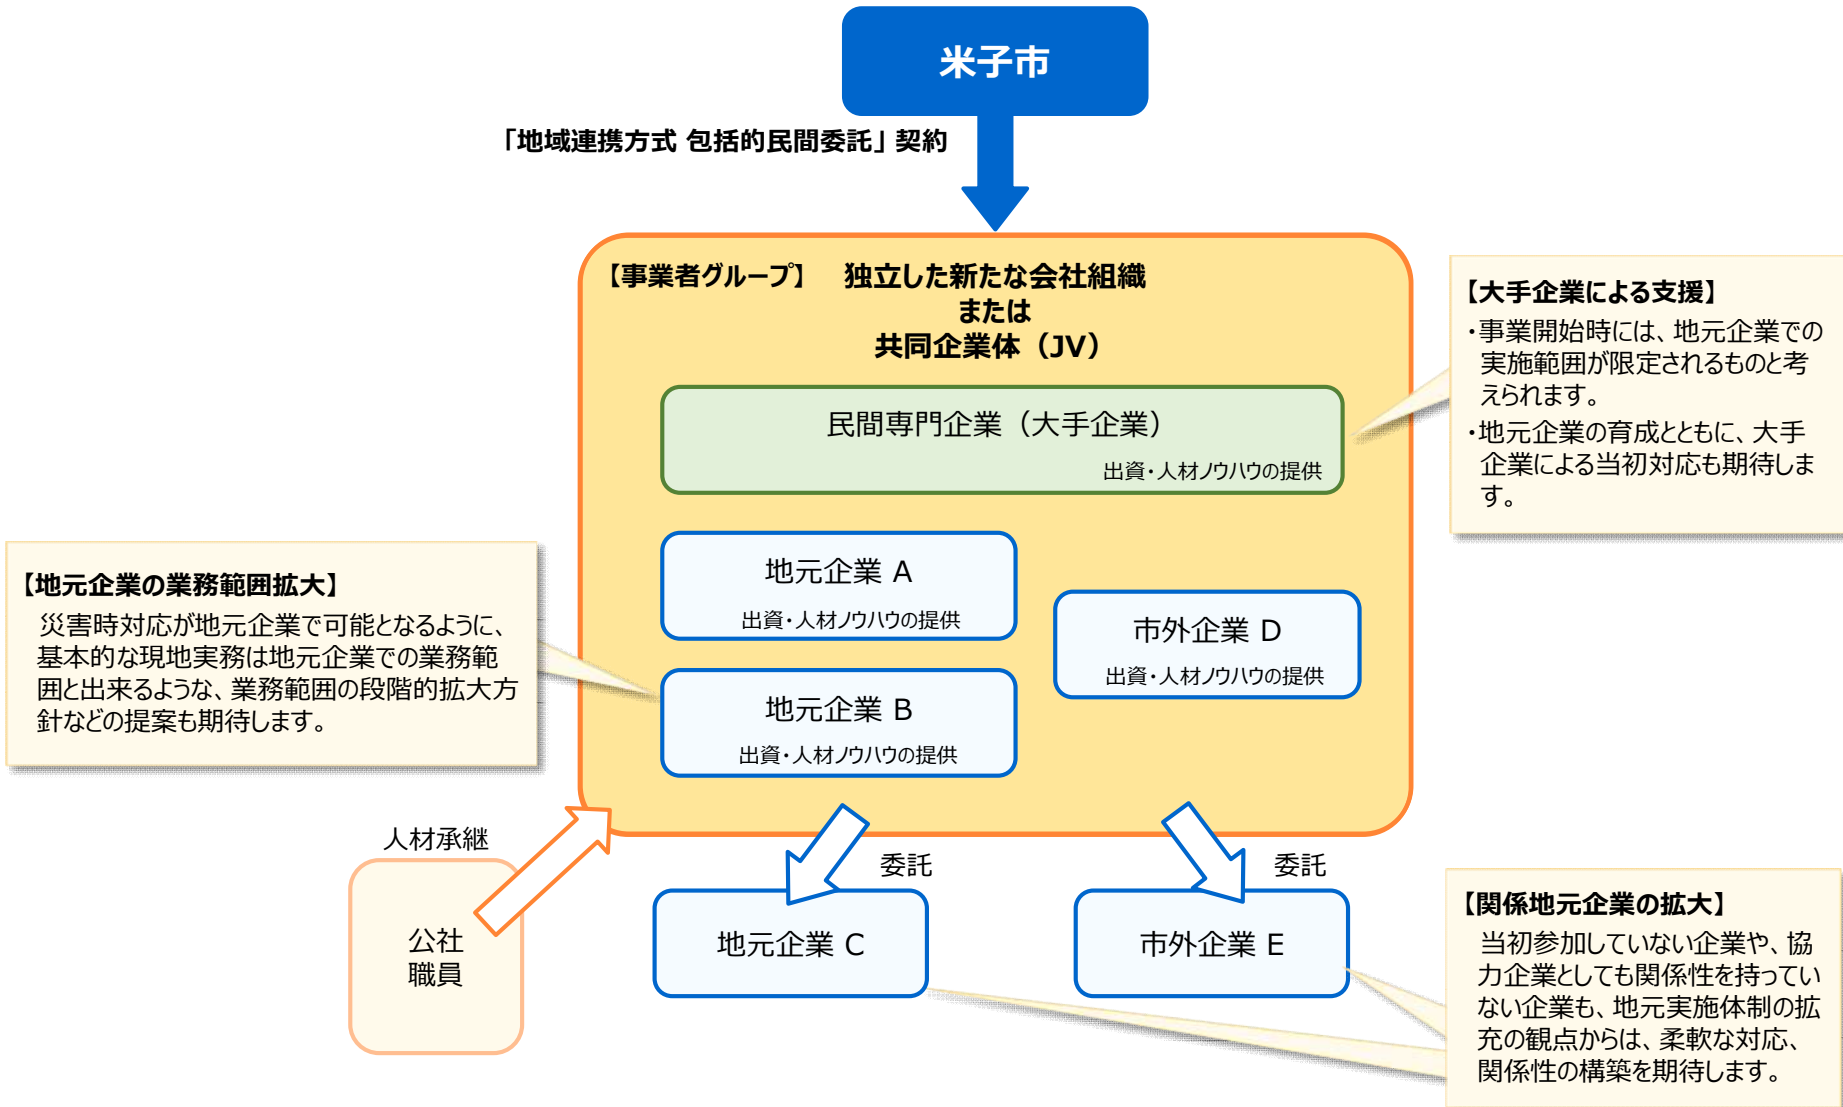 米子市
「地域連携方式 包括的民間委託」契約
【事業者グループ】 独立した新たな会社組織
または
共同企業体（JV）
民間専門企業（大手企業）
出資・人材ノウハウの提供
地元企業 A
出資・人材ノウハウの提供
市外企業 D
出資・人材ノウハウの提供
地元企業 B
出資・人材ノウハウの提供
【大手企業による支援】
・事業開始時には、地元企業での
実施範囲が限定されるものと考
えられます。
・地元企業の育成とともに、大手
企業による当初対応も期待しま
す。
【地元企業の業務範囲拡大】
災害時対応が地元企業で可能となるように、
基本的な現地実務は地元企業での業務範
囲と出来るような、業務範囲の段階的拡大方
針などの提案も期待します。
人材承継
公社
職員
委託
委託
地元企業 C
市外企業 E
【関係地元企業の拡大】
当初参加していない企業や、協
力企業としても関係性を持ってい
ない企業も、地元実施体制の拡
充の観点からは、柔軟な対応、
関係性の構築を期待します。